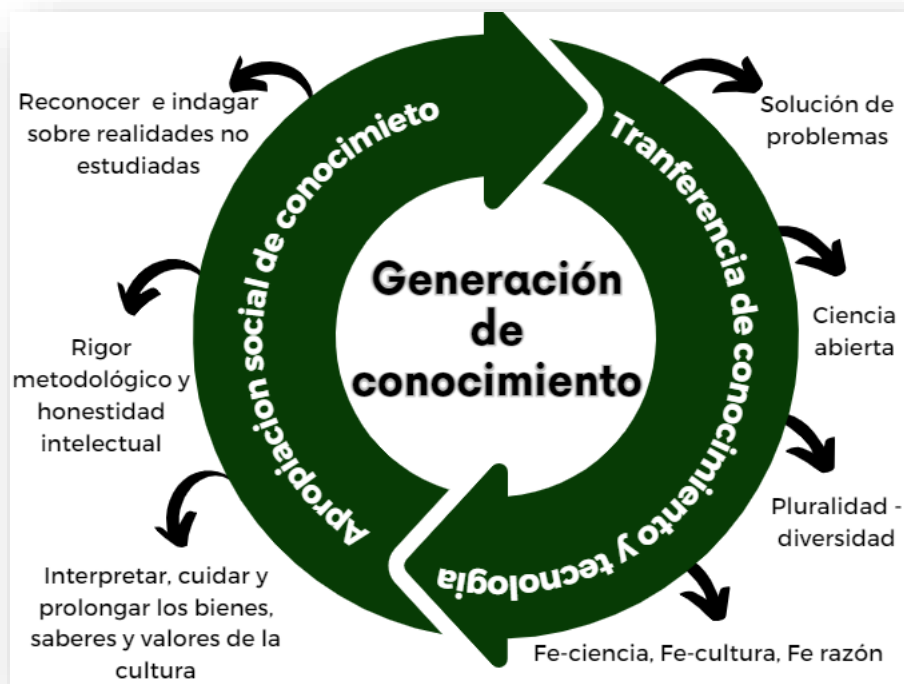 Reconocer e indagar
sobre realidades no
estudiadas
Rigor
metodológico y
honestidad
intelectual
Interpretar, cuidar y
prolongar los bienes,
saberes y valores de la
cultura
Apropiacion social de conocimieto
Generación
de
conocimiento
Tranferencia de conocimiento y tecnologia
Solución de
problemas
Ciencia
abierta
Pluralidad -
diversidad
Fe-ciencia, Fe-cultura, Fe razón